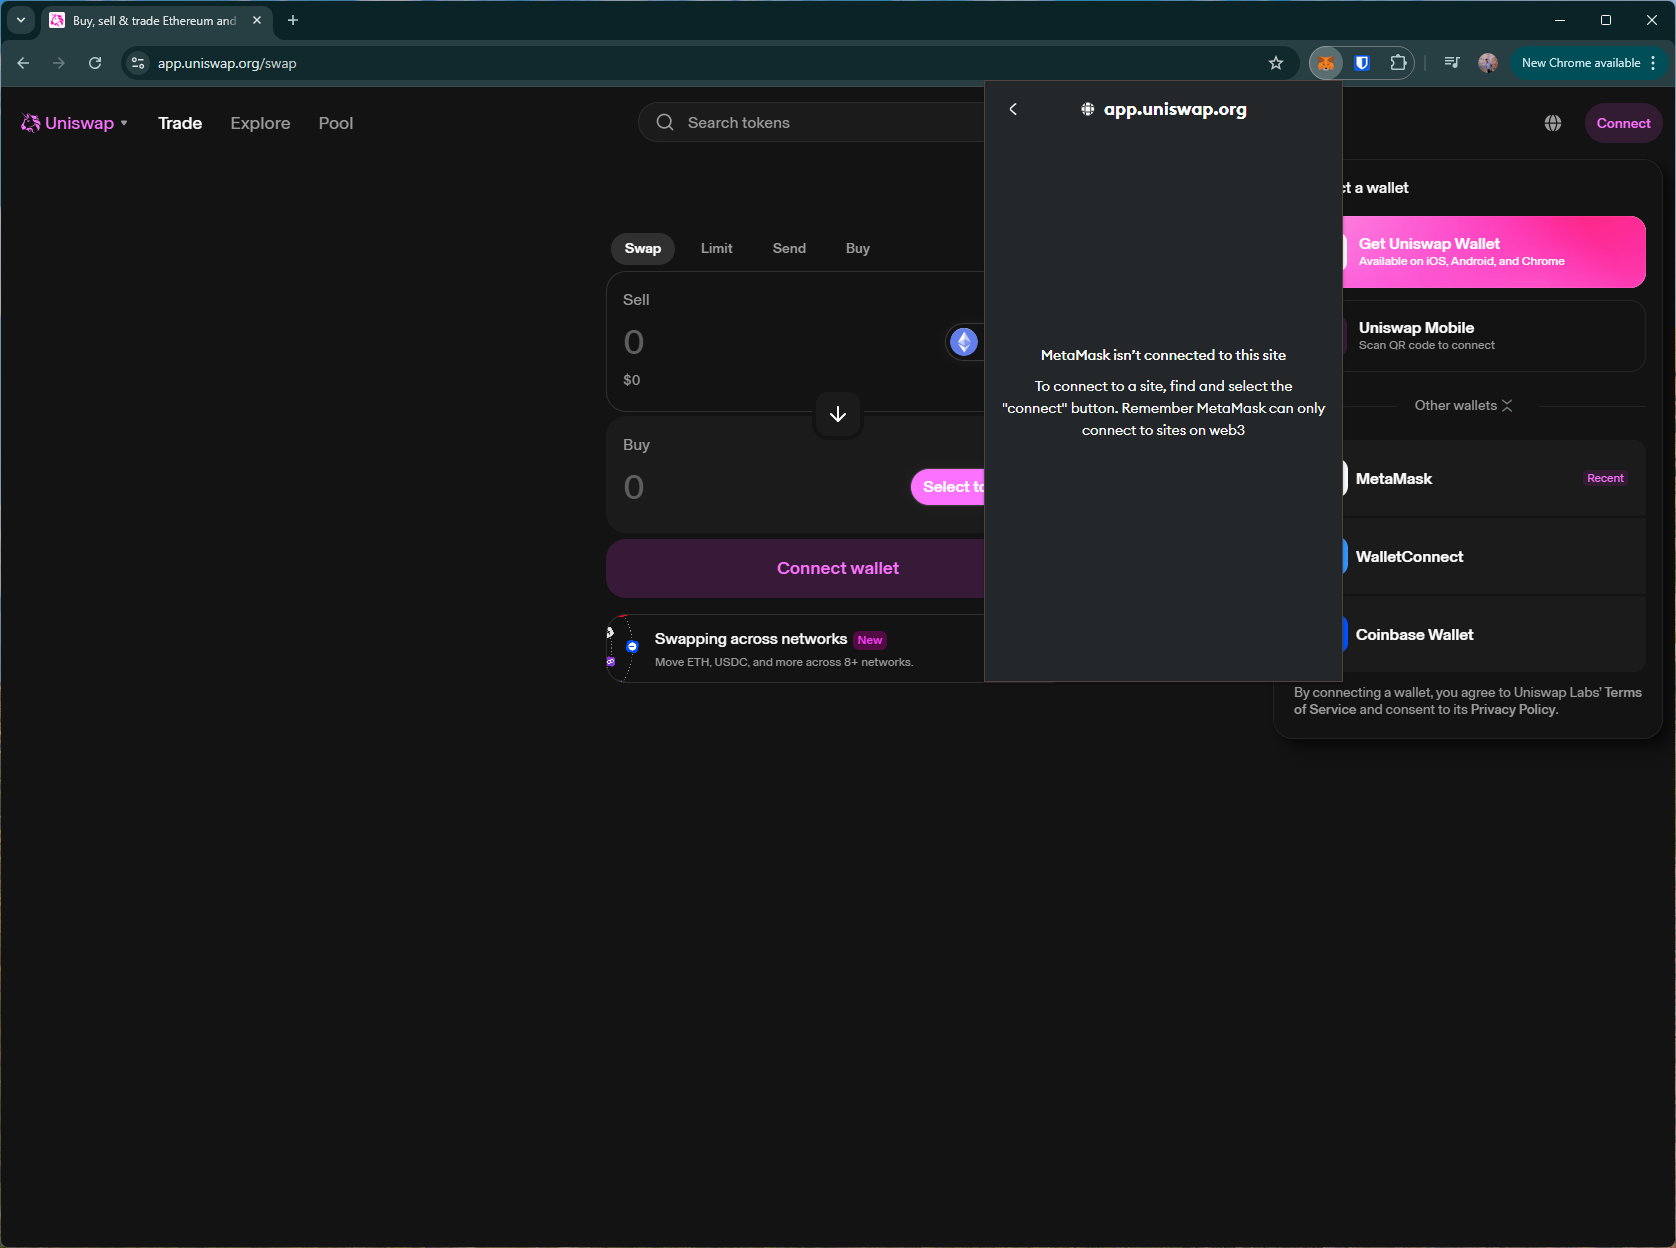 Buy, sell & trade Ethereum and
app.uniswap.org/swap
New Chrome available
Uniswap
Trade
Explore
Pool
Search tokens
Connect
Swap
Limit
Send
Buy
Sell
0
$0
Buy
0
Select to
Connect wallet
Swapping across networks New
Move ETH, USDC, and more across 8+ networks.
app.uniswap.org
MetaMask isn't connected to this site
To connect to a site, find and select the
"connect" button. Remember MetaMask can only
connect to sites on web3
ct a wallet
Get Uniswap Wallet
Available on iOS, Android, and Chrome
Uniswap Mobile
Scan QR code to connect
Other wallets
MetaMask
Recent
WalletConnect
Coinbase Wallet
By connecting a wallet, you agree to Uniswap Labs' Terms
of Service and consent to its Privacy Policy.